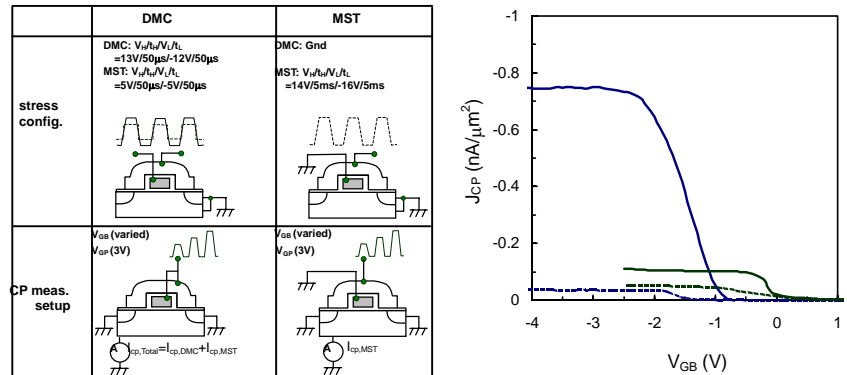 DMC
MST
stress
config.
DMC: VH/tH/VL/tL
=13V/50μs/-12V/50μs
MST: VH/tH/VL/tL
=5V/50μs/-5V/50μs
DMC: Gnd
MST: VH/tH/VL/tL
=14V/5ms/-16V/5ms
CP meas.
setup
VGB (varied)
VGP (3V)
A Icp,Total=Icp,DMC+Icp,MST
VGB (varied)
VGP (3V)
A Icp,MST
-1
-0.8
-0.6
-0.4
-0.2
0
JCP (nA/μm2)
-4 -3 -2 -1 0 1
VGB (V)